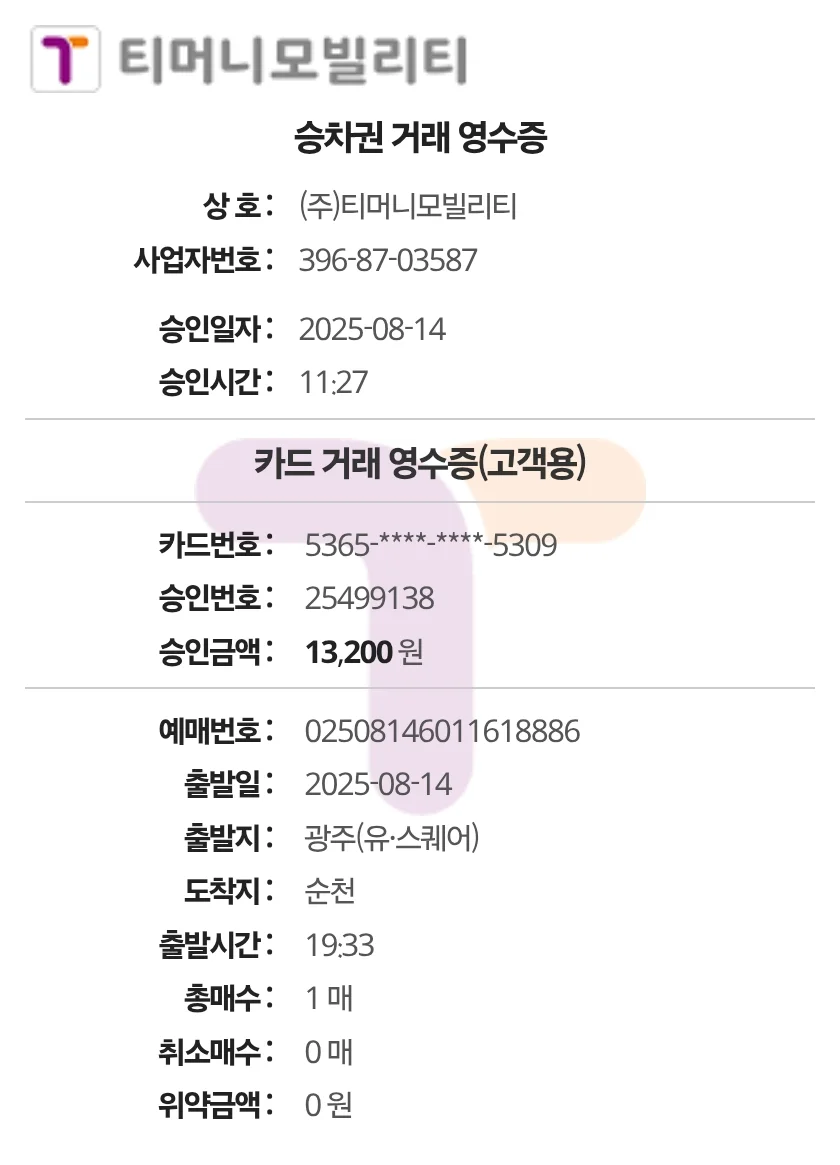 티머니모빌리티
승차권 거래 영수증
상 호 : (주)티머니모빌리티
사업자번호 : 396-87-03587
승인일자 : 2025-08-14
승인시간 : 11:27
카드 거래 영수증(고객용)
카드번호 : 5365-****-****-5309
승인번호 : 25499138
승인금액 : 13,200 원
예매번호 : 02508146011618886
출발일 : 2025-08-14
출발지 : 광주(유·스퀘어)
도착지 : 순천
출발시간 : 19:33
총매수 : 1 매
취소매수 : 0 매
위약금액 : 0 원